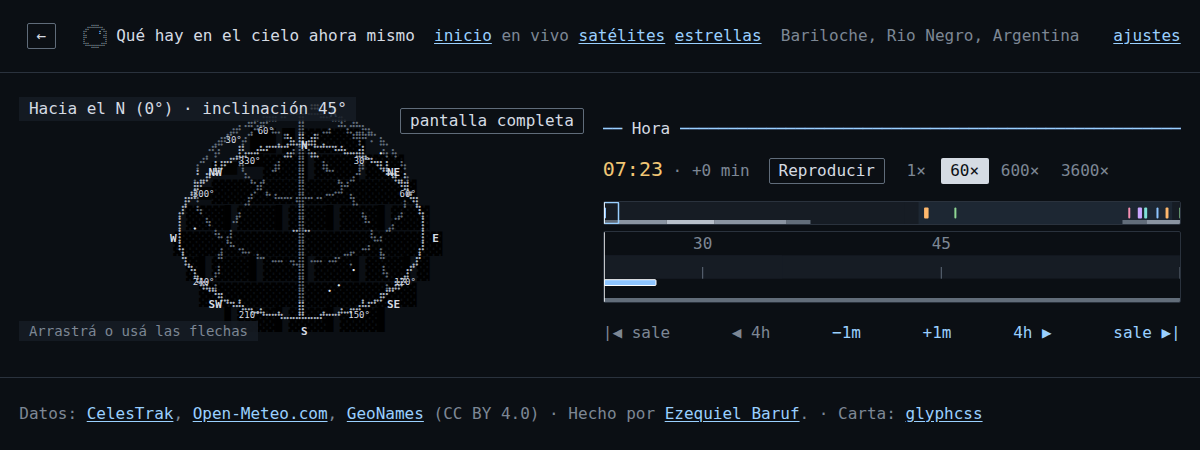 ← Qué hay en el cielo ahora mismo inicio en vivo satélites estrellas Bariloche, Rio Negro, Argentina ajustes
Hacia el N (0°) · inclinación 45°
pantalla completa
60°
30°
N
330°
30°
NW
NE
300°
60°
W
E
240°
120°
SW
SE
210°
150°
S
Arrastrá o usá las flechas
Hora
07:23 · +0 min Reproducir 1× 60× 600× 3600×
30 45
|◀ sale ◀ 4h −1m +1m 4h ▶ sale ▶|
Datos: CelesTrak, Open-Meteo.com, GeoNames (CC BY 4.0) · Hecho por Ezequiel Baruf. · Carta: glyphcss